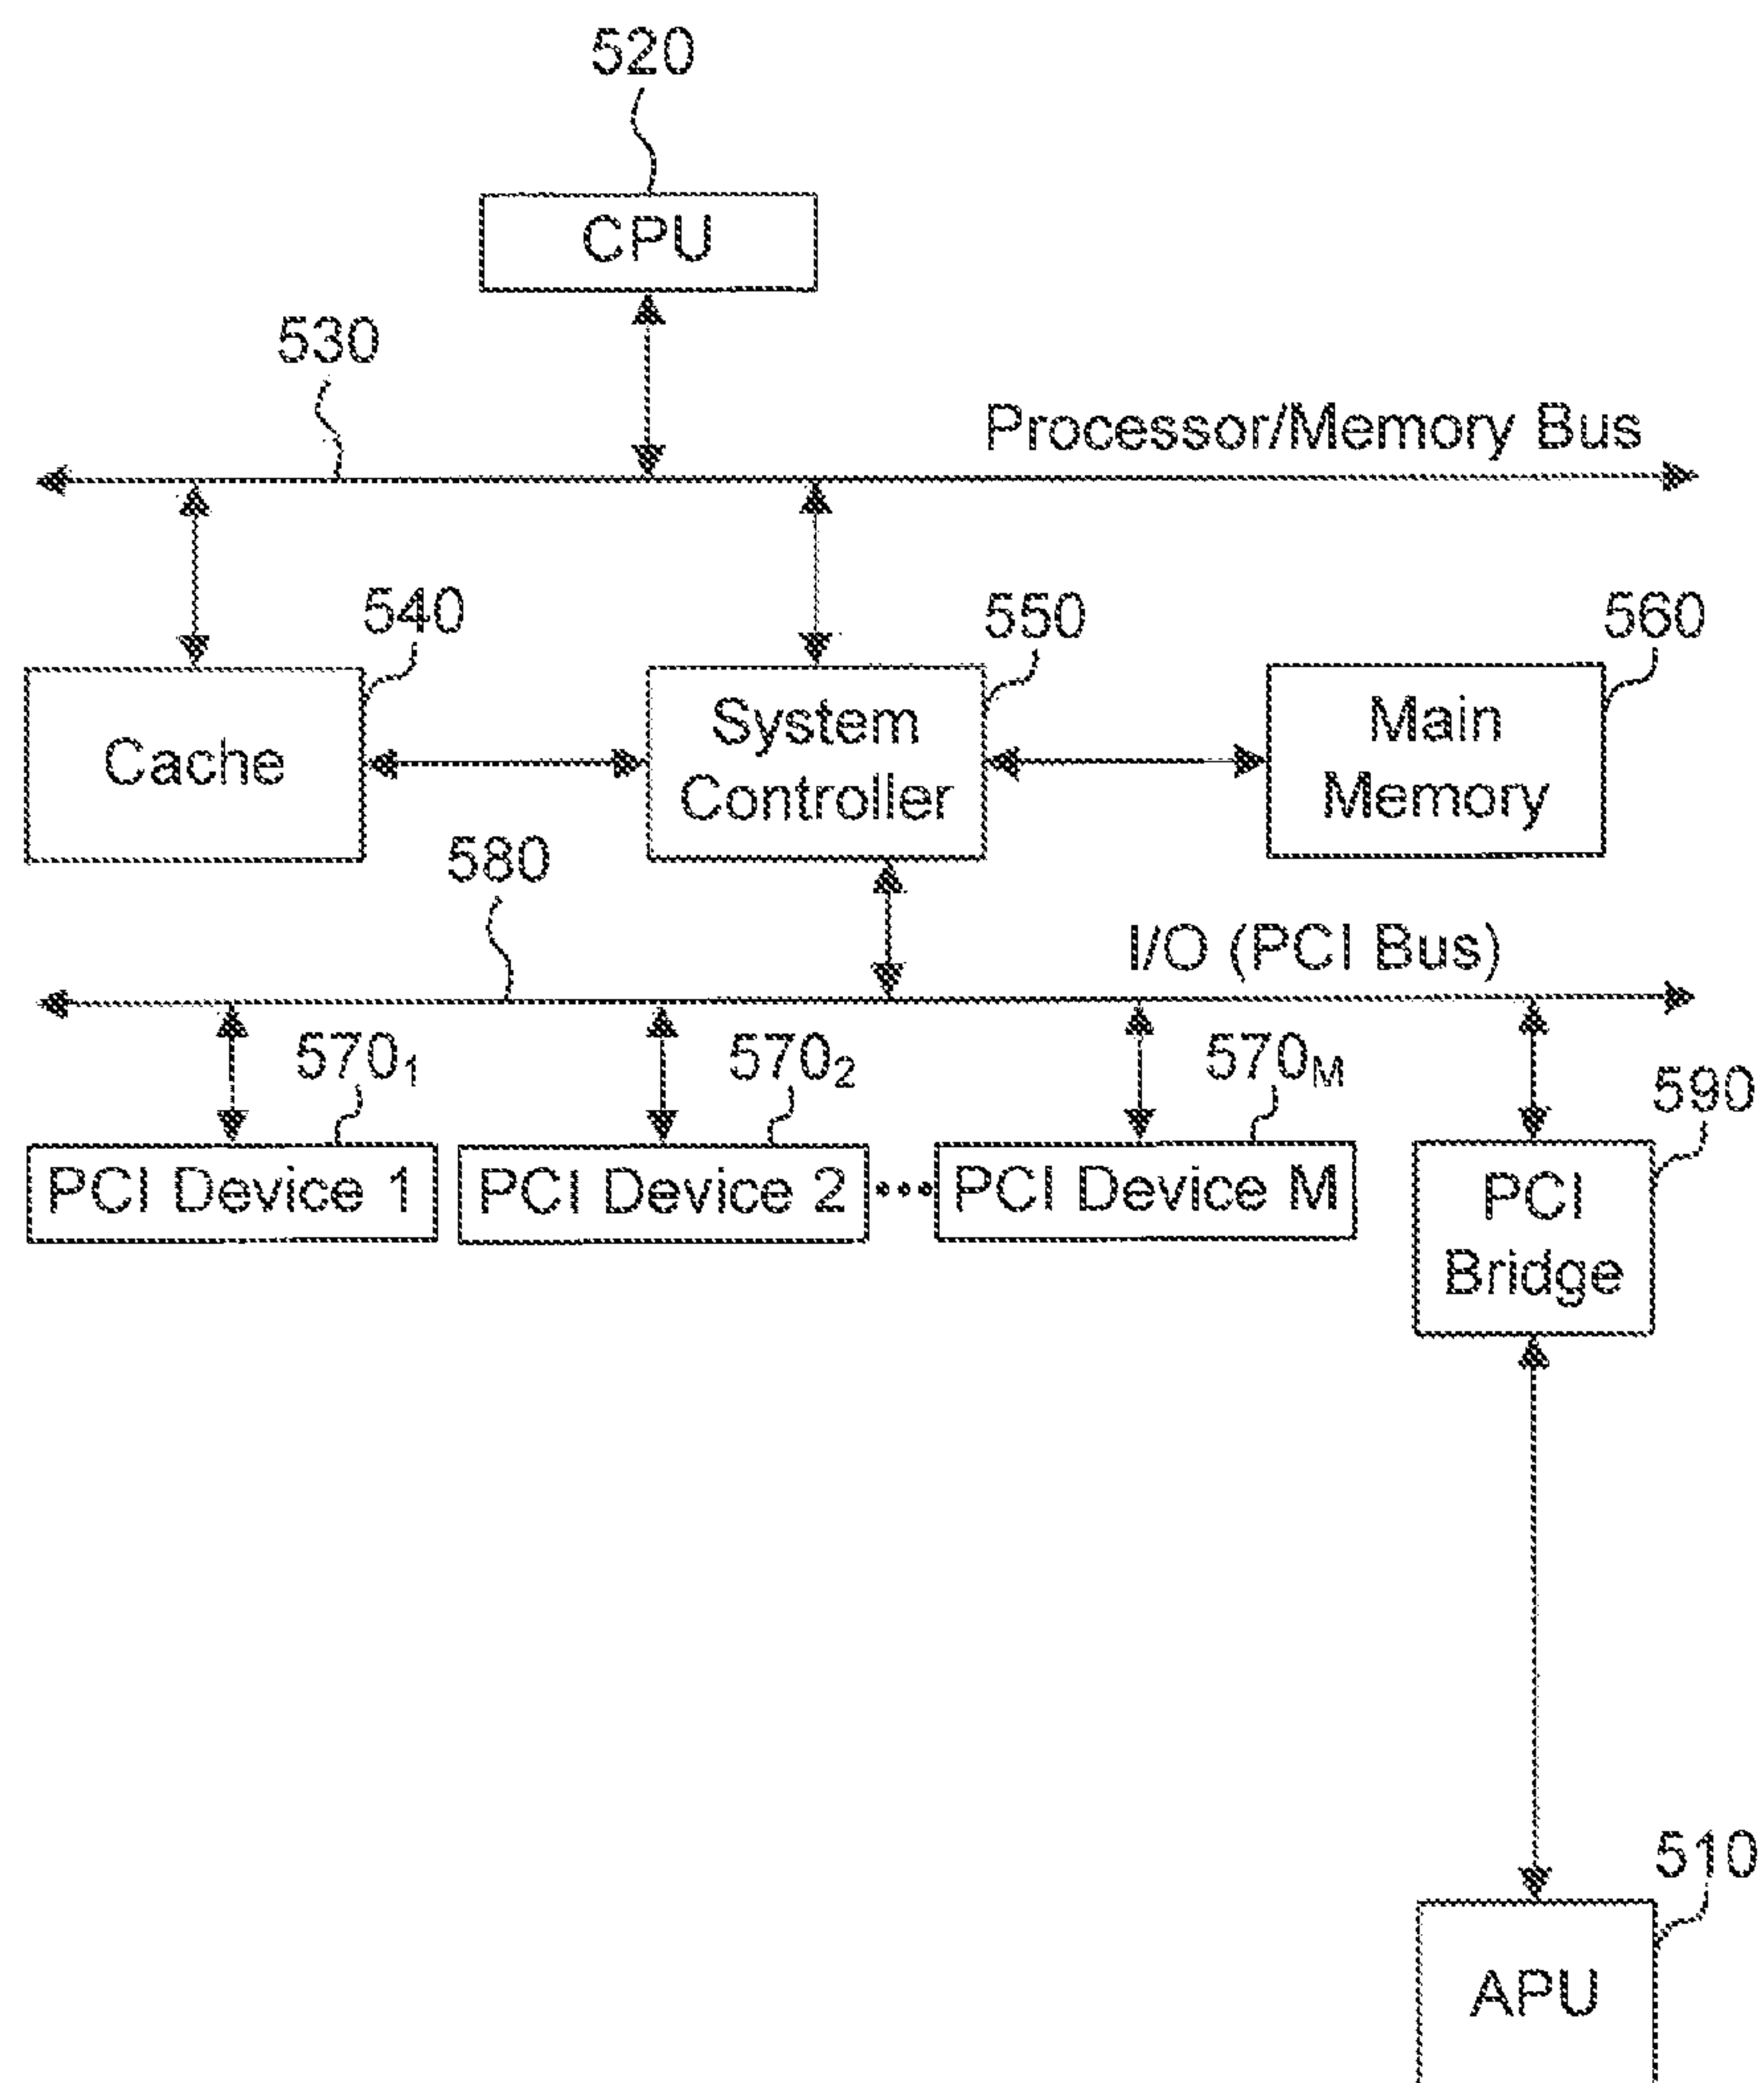 520
CPU
530
Processor/Memory Bus
540
550
560
Cache
System
Controller
Main
Memory
580
I/O (PCI Bus)
570₁
570₂
570M
590
PCI Device 1
PCI Device 2
•••
PCI Device M
PCI
Bridge
510
APU